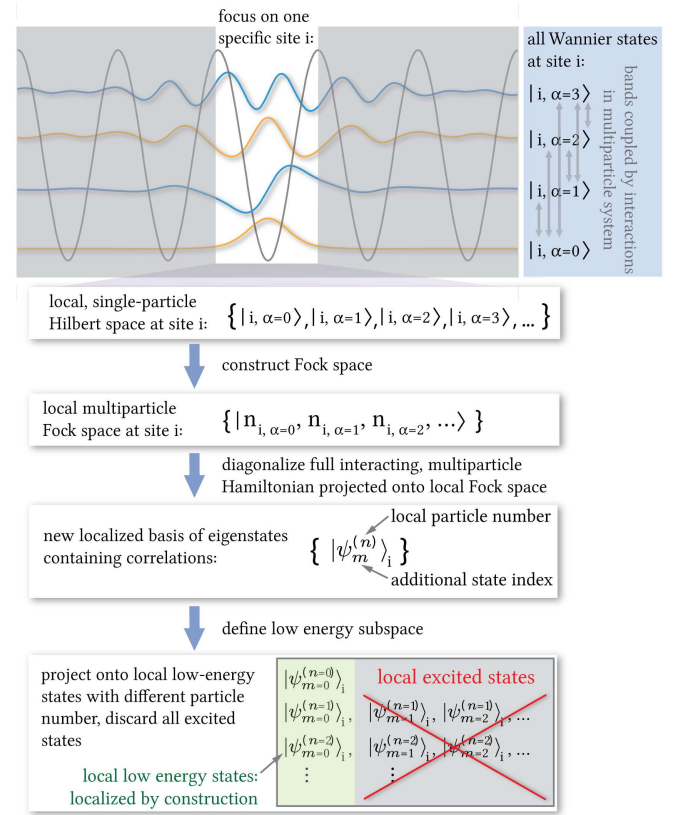 focus on one
specific site i:
all Wannier states
at site i:
| i, α=3⟩
| i, α=2⟩
| i, α=1⟩
| i, α=0⟩
bands coupled by interactions
in multiparticle system
local, single-particle
Hilbert space at site i:
{| i, α=0⟩,| i, α=1⟩,| i, α=2⟩,| i, α=3⟩, ... }
construct Fock space
local multiparticle
Fock space at site i:
{| n_{i, α=0}, n_{i, α=1}, n_{i, α=2}, ...⟩ }
diagonalize full interacting, multiparticle
Hamiltonian projected onto local Fock space
local particle number
new localized basis of eigenstates
containing correlations:
{ |ψ_m^{(n)}⟩_i }
additional state index
define low energy subspace
project onto local low-energy
states with different particle
number, discard all excited
states
local low energy states:
localized by construction
local excited states
|ψ_{m=0}^{(n=0)}⟩_i
|ψ_{m=0}^{(n=1)}⟩_i, |ψ_{m=1}^{(n=1)}⟩_i, |ψ_{m=2}^{(n=1)}⟩_i, ...
|ψ_{m=0}^{(n=2)}⟩_i, |ψ_{m=1}^{(n=2)}⟩_i, |ψ_{m=2}^{(n=2)}⟩_i, ...
⋮ ⋮